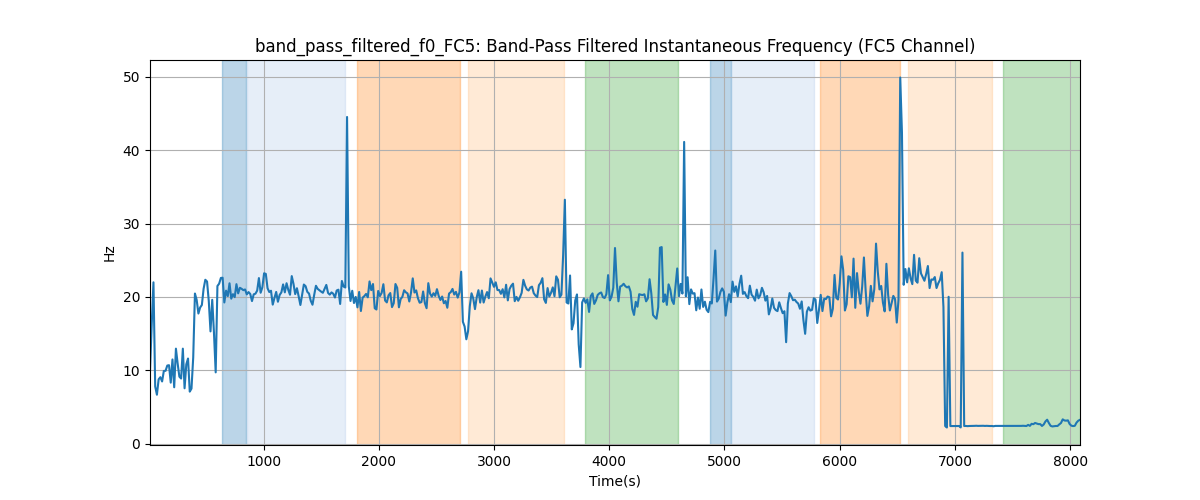 band_pass_filtered_f0_FC5: Band-Pass Filtered Instantaneous Frequency (FC5 Channel)
50
40
30
20
10
0
Hz
1000 2000 3000 4000 5000 6000 7000 8000
Time(s)